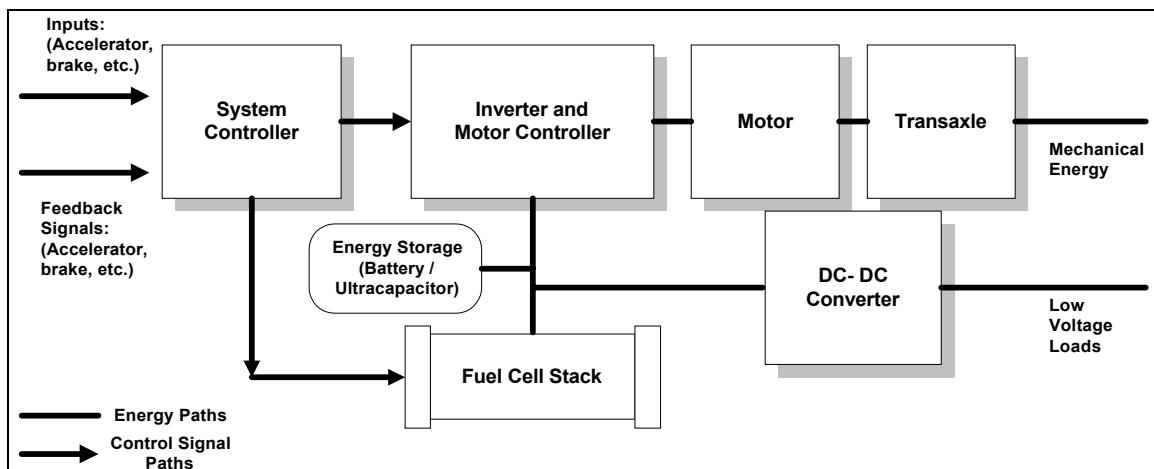 Inputs:
(Accelerator,
brake, etc.)
System
Controller
Inverter and
Motor Controller
Motor
Transaxle
Mechanical
Energy
Feedback
Signals:
(Accelerator,
brake, etc.)
Energy Storage
(Battery /
Ultracapacitor)
DC- DC
Converter
Low
Voltage
Loads
Fuel Cell Stack
Energy Paths
Control Signal
Paths